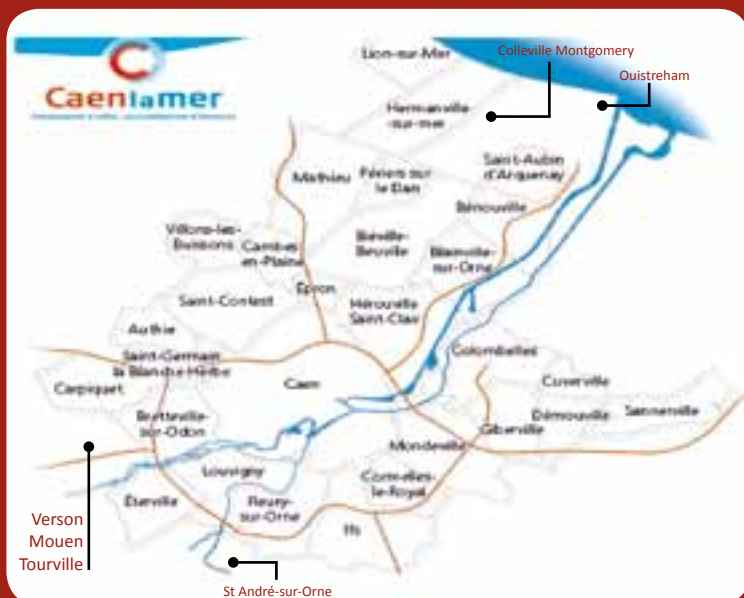 Caenlamer
Lion-sur-Mer
Colleville Montgomery
Ouistreham
Hermanville
-sur-mer
Mathieu
Périers sur
le Dan
Saint-Aubin
d'Arquenay
Bénouville
Villons-les-
Buissons
Cambes
en-Plaine
Biéville-
Beuville
Blainville
-sur-Orne
Epron
Saint-Contest
Hérouville
Saint-Clair
Authie
Saint-Germain
la Blanche-Herbe
Colombelles
Carpiquet
Caen
Cuverville
Bretteville
-sur-Odon
Démouville
Sannerville
Giberville
Mondeville
Louvigny
Cormelles
-le-Royal
Éterville
Fleury
-sur-Orne
Ifs
Verson
Mouen
Tourville
St André-sur-Orne